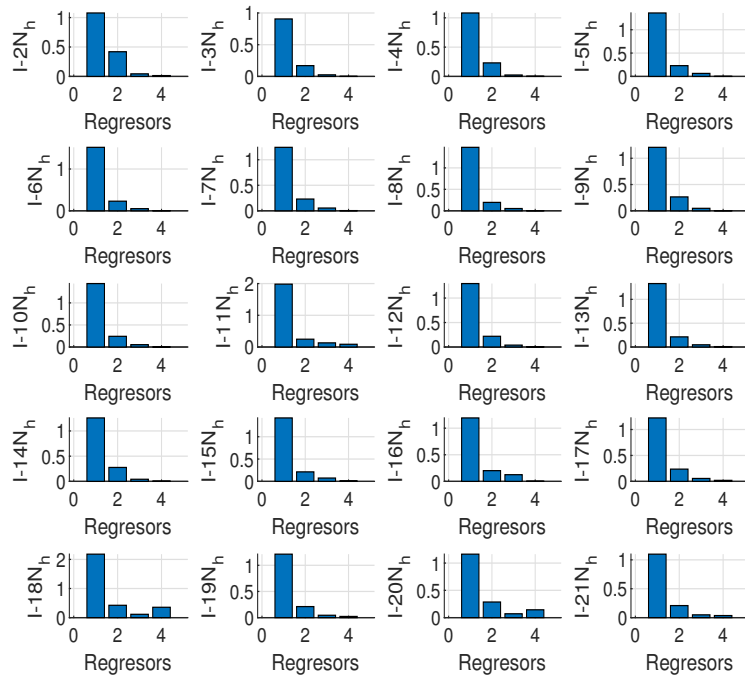 I-2N_h 1 0.5 0 0 2 4 Regresors
I-3N_h 1 0.5 0 0 2 4 Regresors
I-4N_h 1 0.5 0 0 2 4 Regresors
I-5N_h 1 0.5 0 0 2 4 Regresors
I-6N_h 1 0 0 2 4 Regresors
I-7N_h 1 0.5 0 0 2 4 Regresors
I-8N_h 1 0.5 0 0 2 4 Regresors
I-9N_h 1 0.5 0 0 2 4 Regresors
I-10N_h 1 0.5 0 0 2 4 Regresors
I-11N_h 2 1 0 0 2 4 Regresors
I-12N_h 1 0.5 0 0 2 4 Regresors
I-13N_h 1 0.5 0 0 2 4 Regresors
I-14N_h 1 0.5 0 0 2 4 Regresors
I-15N_h 1 0.5 0 0 2 4 Regresors
I-16N_h 1 0.5 0 0 2 4 Regresors
I-17N_h 1 0.5 0 0 2 4 Regresors
I-18N_h 2 1 0 0 2 4 Regresors
I-19N_h 1 0.5 0 0 2 4 Regresors
I-20N_h 1 0.5 0 0 2 4 Regresors
I-21N_h 1 0.5 0 0 2 4 Regresors